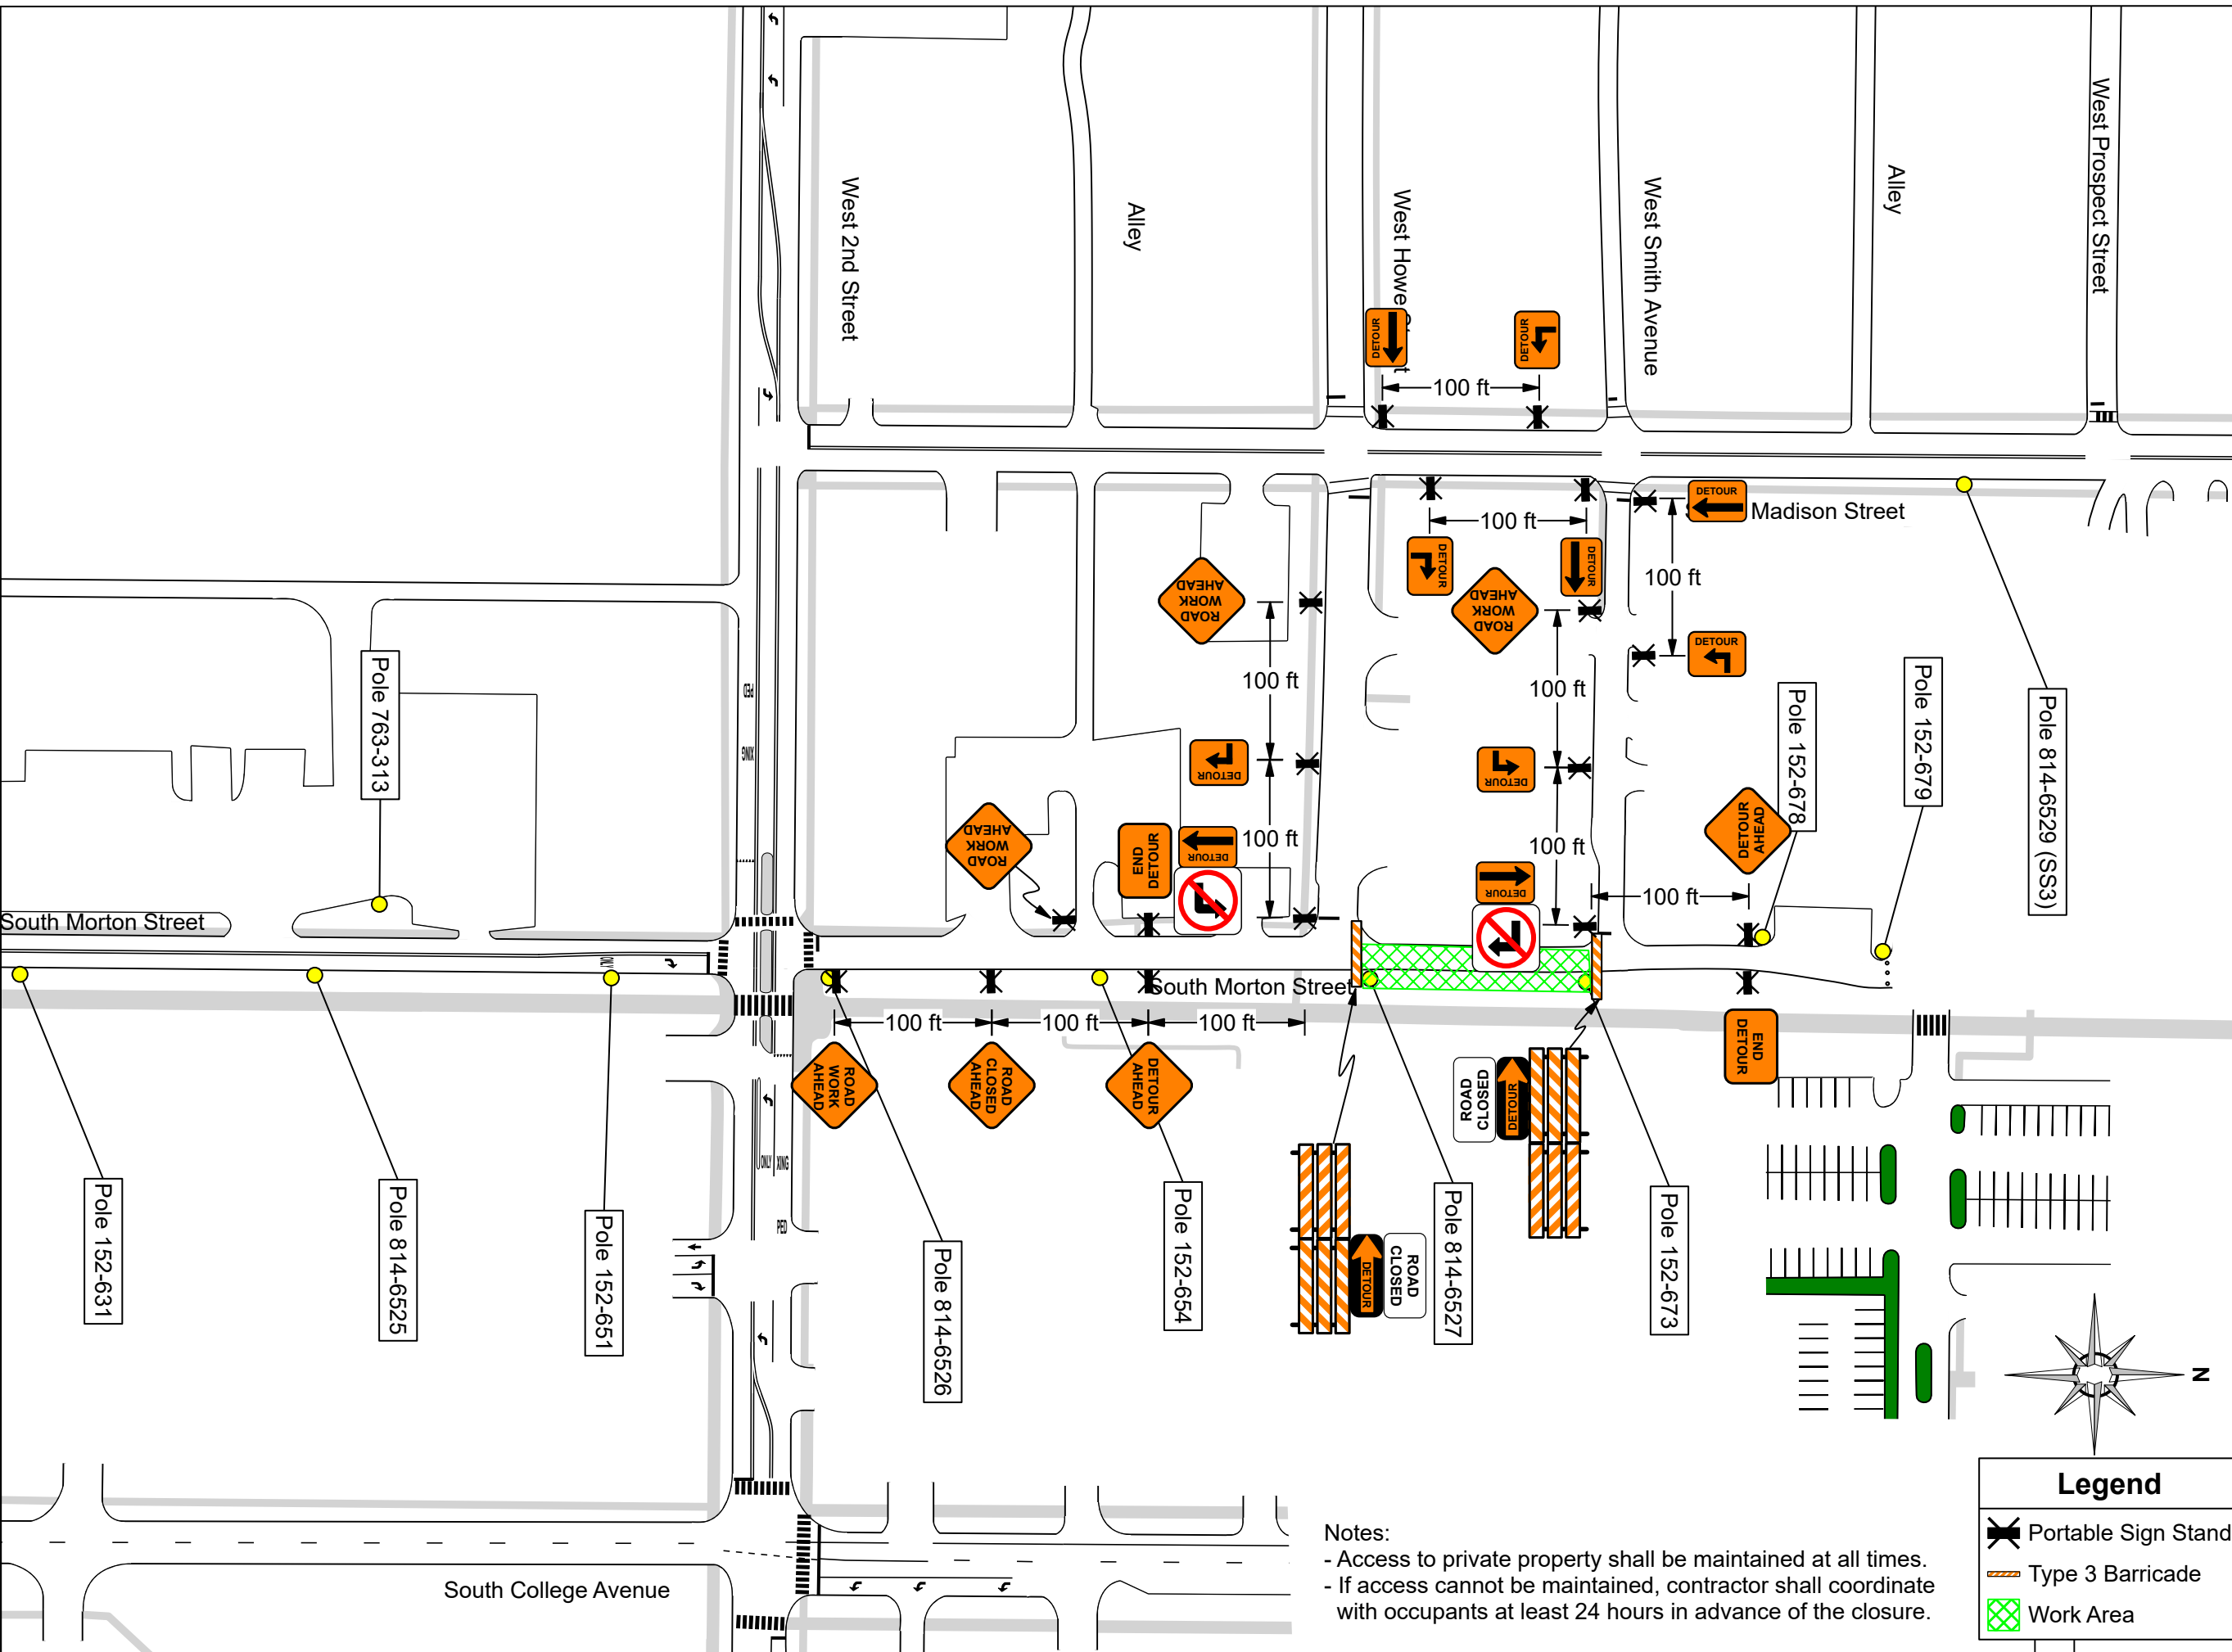 West 2nd Street
Alley
West Howe
West Smith Avenue
Alley
West Prospect Street
DETOUR
DETOUR
100 ft
DETOUR
Madison Street
100 ft
DETOUR
DETOUR
100 ft
ROAD
WORK
AHEAD
ROAD
WORK
AHEAD
DETOUR
100 ft
100 ft
DETOUR
DETOUR
Pole 763-313
PED
XING
Pole 152-678
Pole 152-679
Pole 814-6529 (SS3)
ROAD
WORK
AHEAD
END
DETOUR
DETOUR
100 ft
DETOUR
100 ft
DETOUR
AHEAD
100 ft
South Morton Street
ONLY
South Morton Street
100 ft
100 ft
100 ft
ROAD
WORK
AHEAD
ROAD
CLOSED
AHEAD
DETOUR
AHEAD
ROAD
CLOSED
DETOUR
END
DETOUR
ONLY
XING
PED
Pole 152-631
Pole 814-6525
Pole 152-651
Pole 814-6526
Pole 152-654
DETOUR
ROAD
CLOSED
Pole 814-6527
Pole 152-673
N
South College Avenue
Notes:
- Access to private property shall be maintained at all times.
- If access cannot be maintained, contractor shall coordinate
with occupants at least 24 hours in advance of the closure.
Legend
Portable Sign Stand
Type 3 Barricade
Work Area